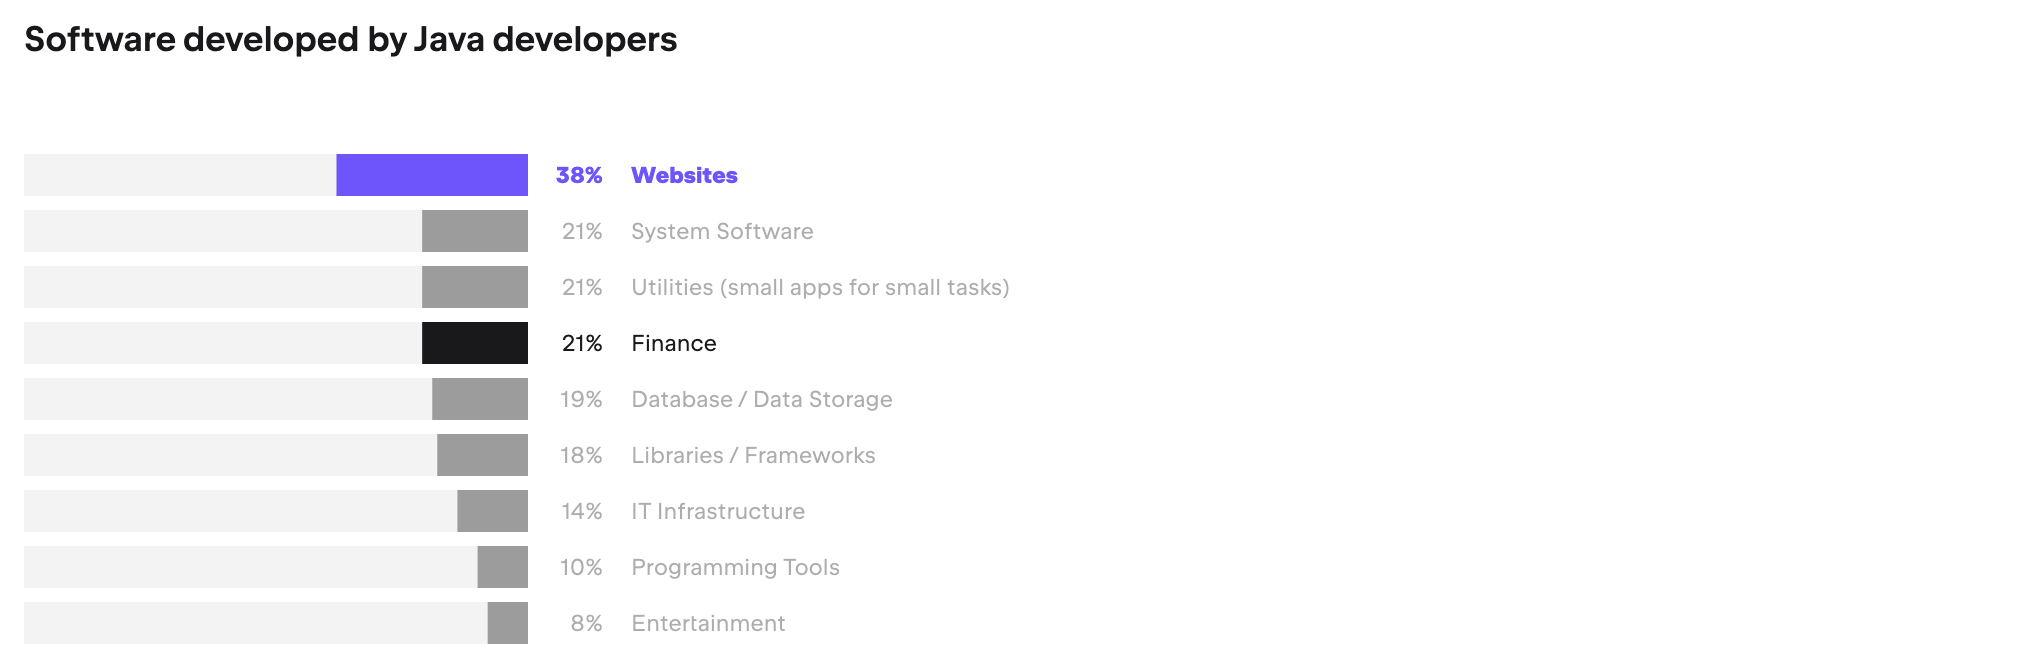 Software developed by Java developers
38% Websites
21% System Software
21% Utilities (small apps for small tasks)
21% Finance
19% Database / Data Storage
18% Libraries / Frameworks
14% IT Infrastructure
10% Programming Tools
8% Entertainment